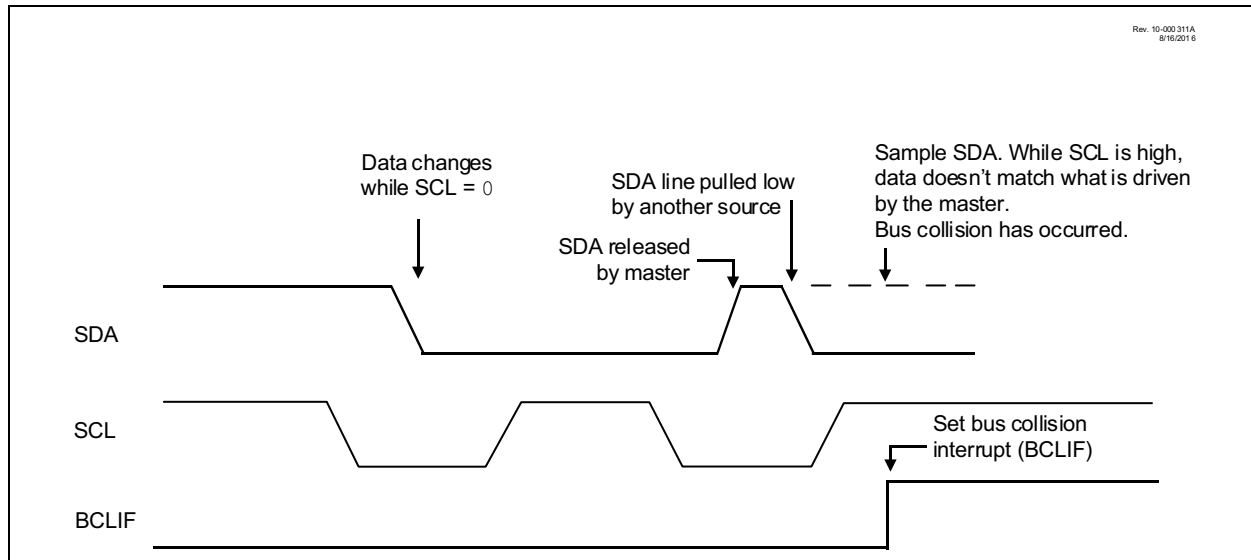 Rev. 10-000311A
8/16/2016
Data changes
while SCL = 0
SDA line pulled low
by another source
SDA released
by master
Sample SDA. While SCL is high,
data doesn't match what is driven
by the master.
Bus collision has occurred.
SDA
SCL
Set bus collision
interrupt (BCLIF)
BCLIF